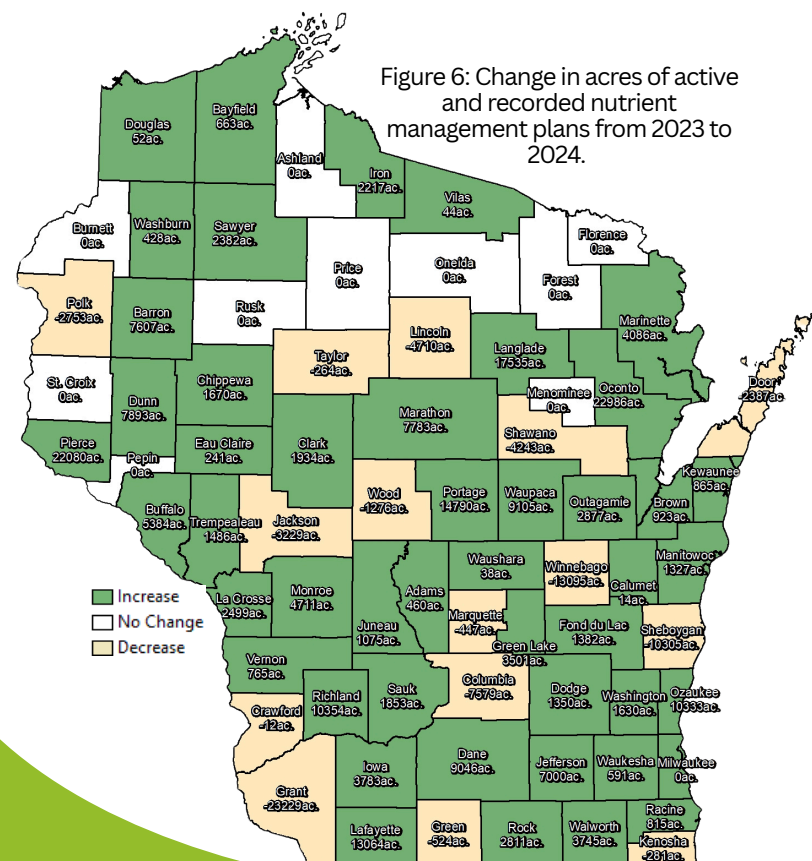 Figure 6: Change in acres of active
and recorded nutrient
management plans from 2023 to
2024.
Douglas
52ac.
Bayfield
663ac.
Ashland
0ac.
Iron
2217ac.
Vilas
44ac.
Burnett
0ac.
Washburn
428ac.
Sawyer
2382ac.
Price
0ac.
Oneida
0ac.
Forest
0ac.
Florence
0ac.
Polk
-2753ac.
Barron
7607ac.
Rusk
0ac.
Taylor
-264ac.
Lincoln
-4710ac.
Langlade
17535ac.
Marinette
4086ac.
Oconto
22986ac.
Menominee
0ac.
Door
-2387ac.
St. Croix
0ac.
Dunn
7893ac.
Chippewa
1670ac.
Marathon
7783ac.
Shawano
-4243ac.
Pierce
22080ac.
Pepin
0ac.
Eau Claire
241ac.
Clark
1934ac.
Wood
-1276ac.
Portage
14790ac.
Waupaca
9105ac.
Outagamie
2877ac.
Brown
923ac.
Kewaunee
865ac.
Buffalo
5384ac.
Trempealeau
1486ac.
Jackson
-3229ac.
La Crosse
2499ac.
Monroe
4711ac.
Juneau
1075ac.
Adams
460ac.
Waushara
38ac.
Winnebago
-13095ac.
Calumet
14ac.
Manitowoc
1327ac.
Marquette
-447ac.
Green Lake
3501ac.
Fond du Lac
1382ac.
Sheboygan
-10305ac.
Increase
No Change
Decrease
Vernon
765ac.
Richland
10354ac.
Sauk
1853ac.
Columbia
-7579ac.
Dodge
1350ac.
Washington
1630ac.
Ozaukee
10333ac.
Crawford
-12ac.
Grant
-23229ac.
Iowa
3783ac.
Dane
9046ac.
Jefferson
7000ac.
Waukesha
591ac.
Milwaukee
0ac.
Lafayette
13064ac.
Green
-524ac.
Rock
2811ac.
Walworth
3745ac.
Racine
815ac.
Kenosha
-281ac.